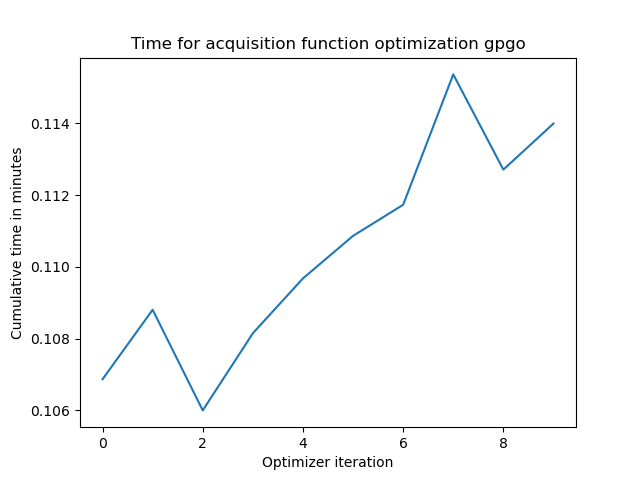 Time for acquisition function optimization gpgo
Cumulative time in minutes
0.114
0.112
0.110
0.108
0.106
0 2 4 6 8
Optimizer iteration